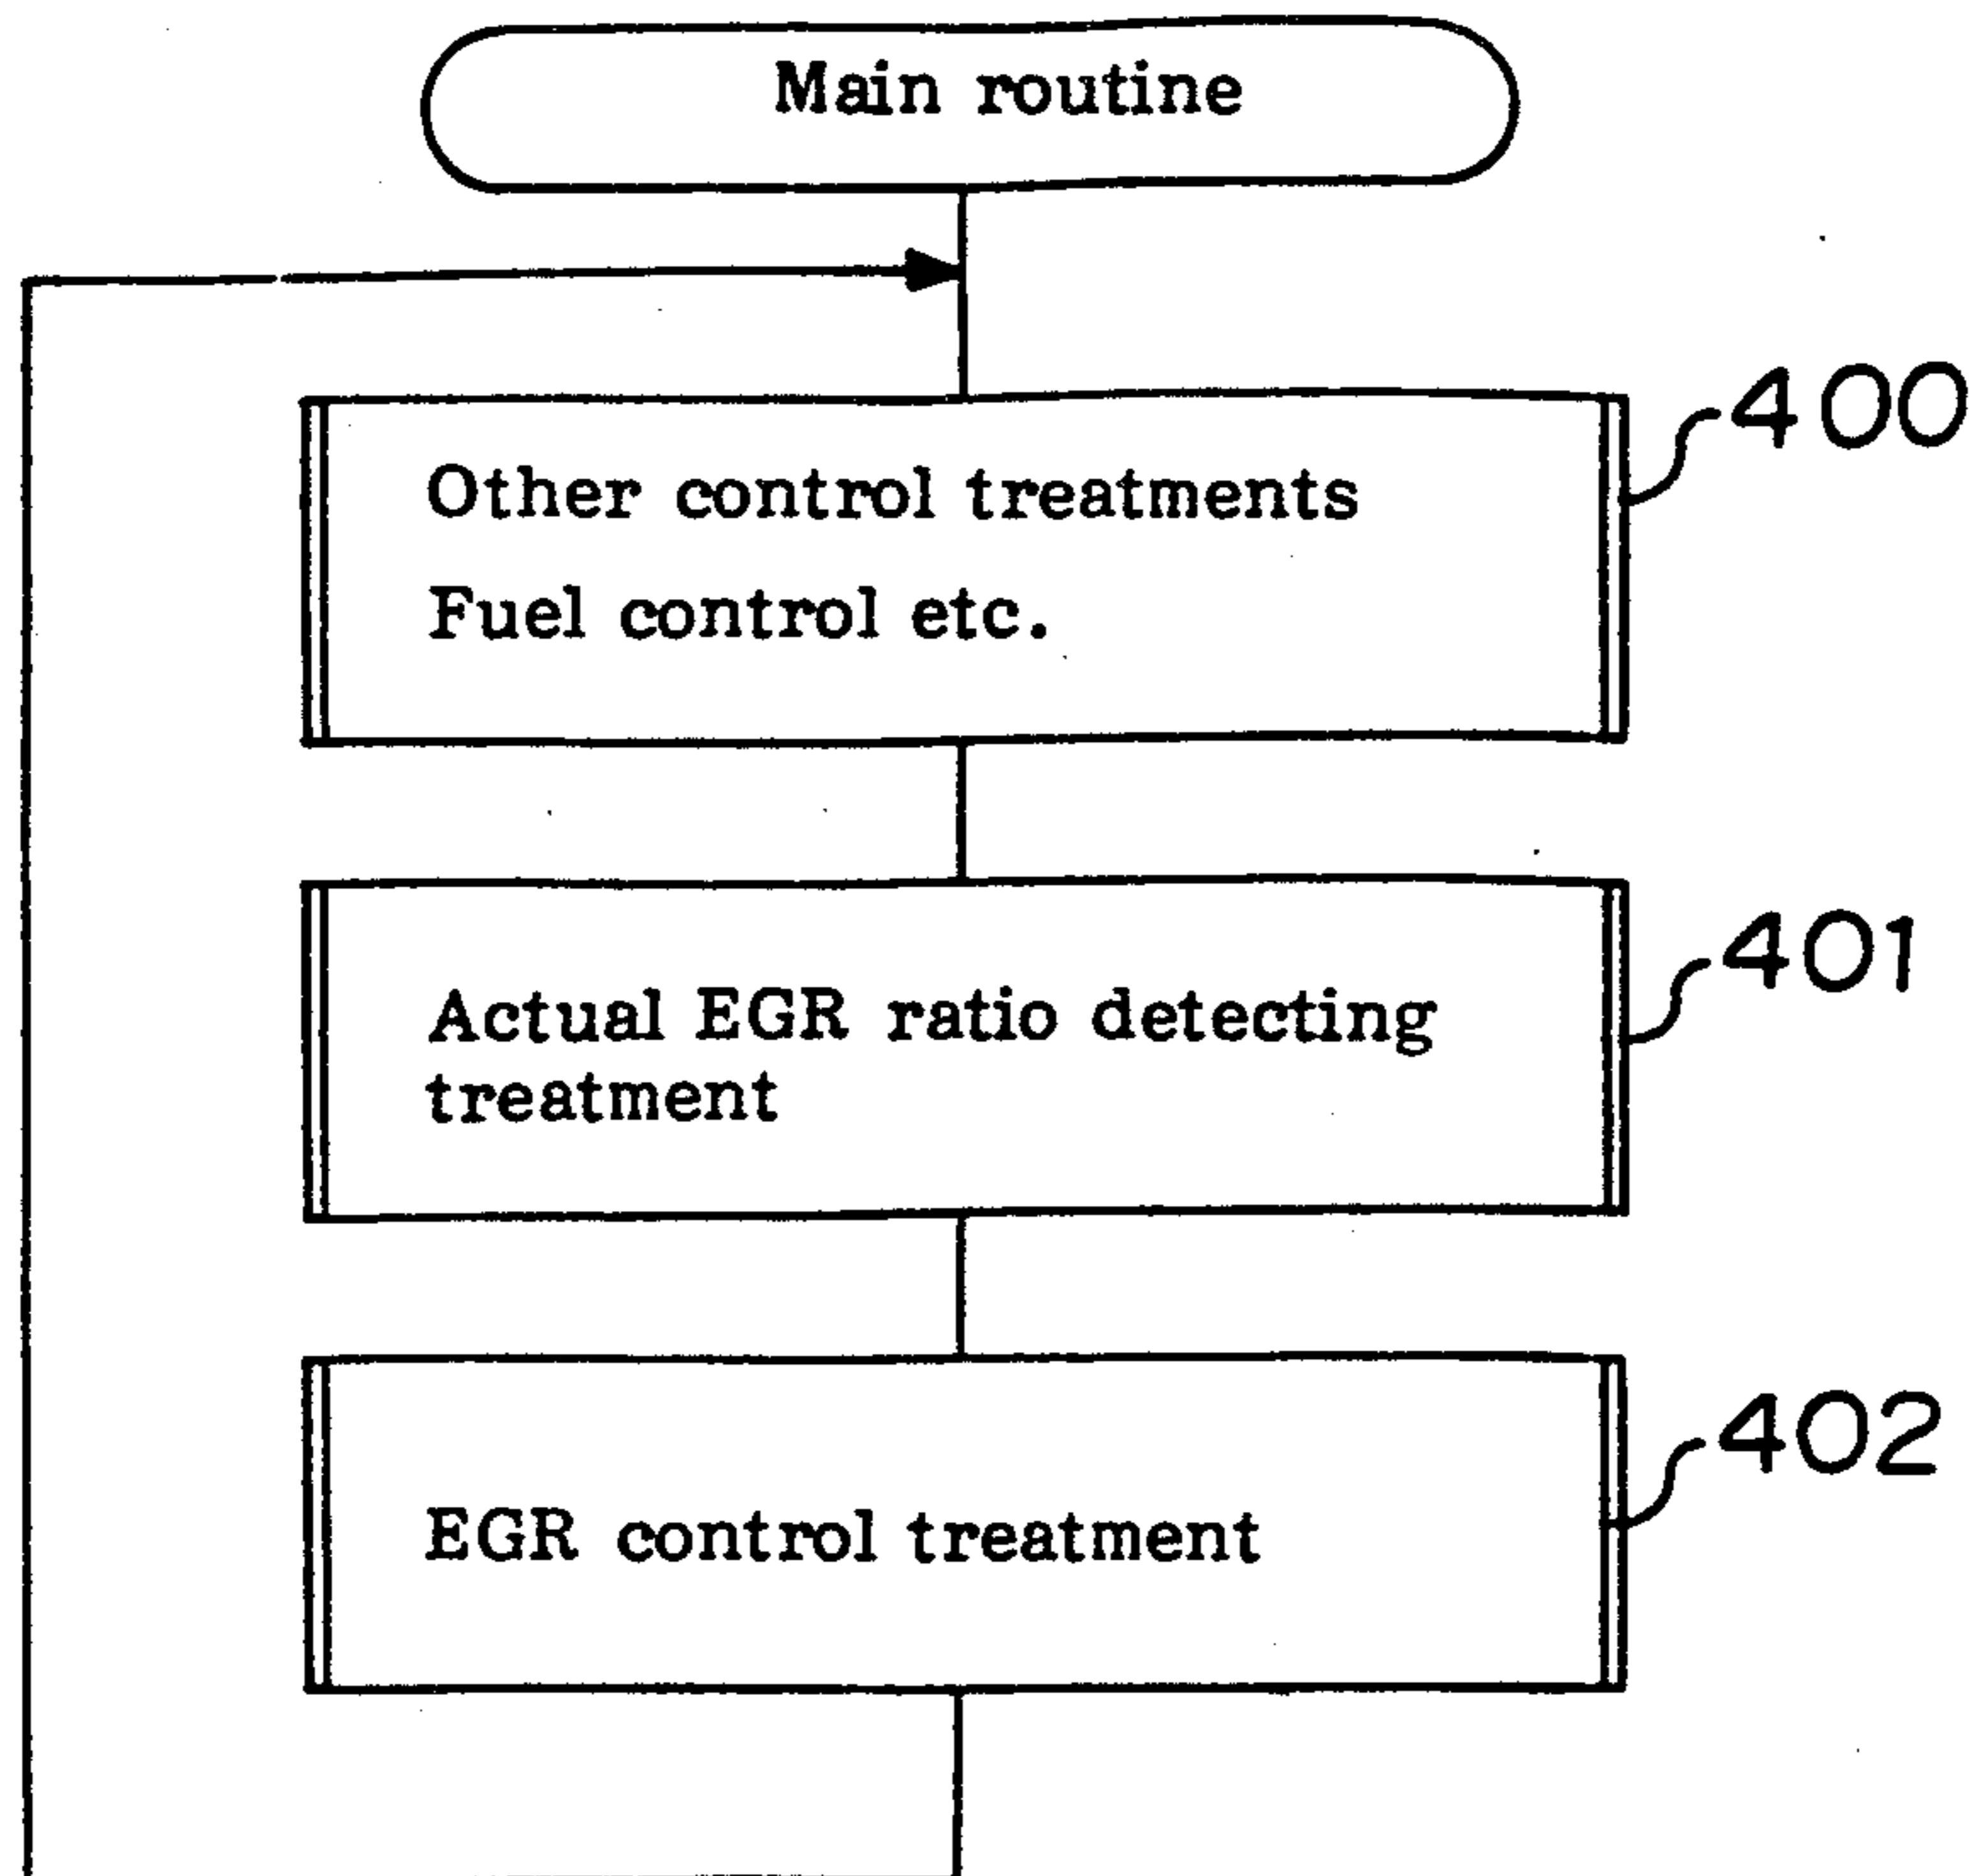 Main routine
400
Other control treatments
Fuel control etc.
401
Actual EGR ratio detecting
treatment
402
EGR control treatment